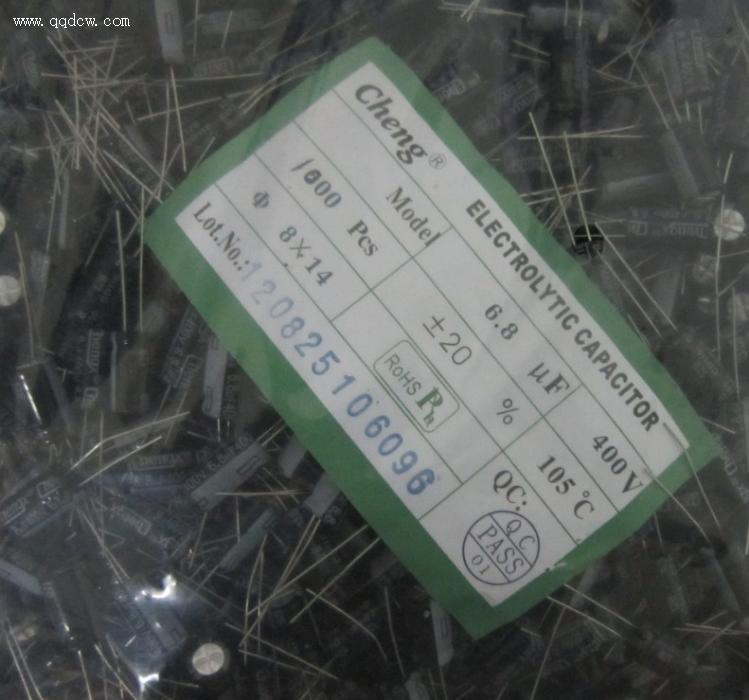 www.qqdcw.com
Cheng®
ELECTROLYTIC CAPACITOR
Model 6.8 μF 400V
1000 Pcs ±20 % 105℃
Φ 8×14 RoHS Pb QC:
Lot.No.: 120825106096
QC
PASS
01